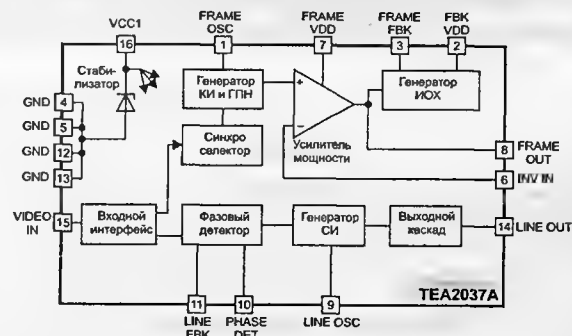 VCC1
FRAME OSC
FRAME VDD
FRAME FBK
FBK VDD
16
1
7
3
2
Стаби-
лизатор
Генератор
КИ и ГПН
Генератор
ИОХ
GND 4
GND 5
GND 12
GND 13
+
−
Синхро
селектор
Усилитель
мощности
8
FRAME OUT
6 INV IN
VIDEO IN
15
Входной
интерфейс
Фазовый
детектор
Генератор
СИ
Выходной
каскад
14 LINE OUT
TEA2037A
11
10
9
LINE FBK
PHASE DET
LINE OSC